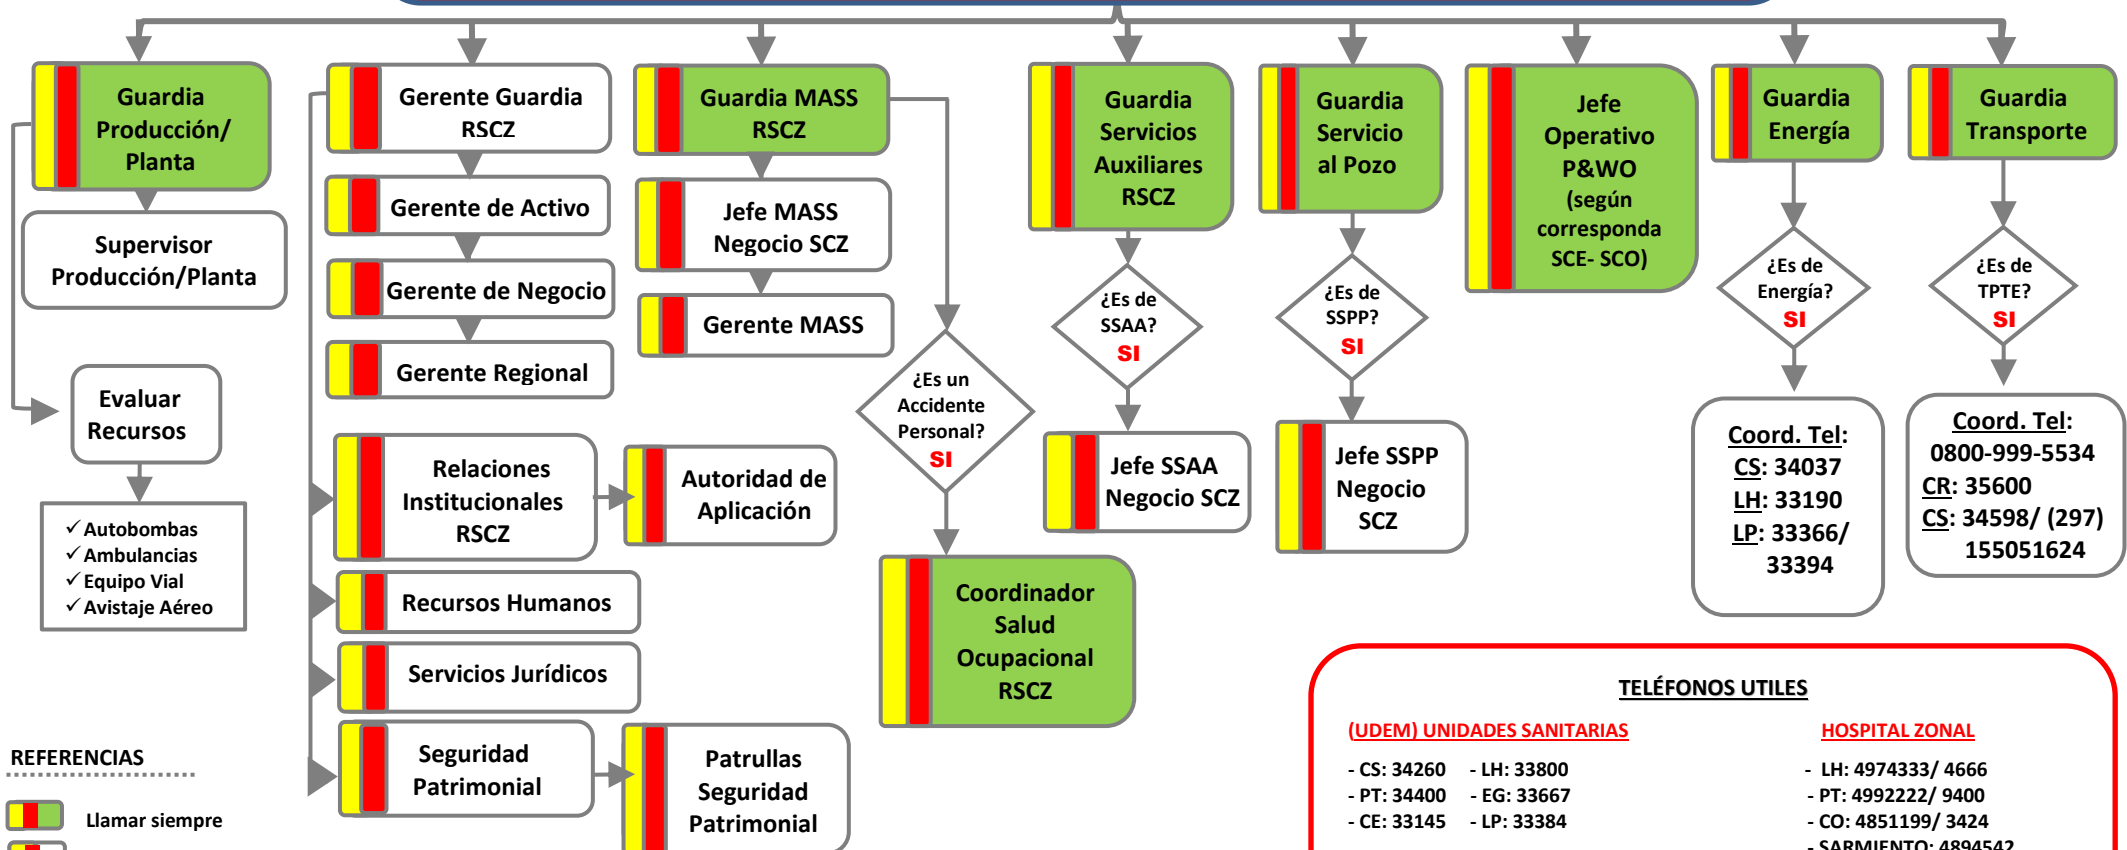 Guardia
Producción/
Planta
Supervisor
Producción/Planta
Evaluar
Recursos
✓ Autobombas
✓ Ambulancias
✓ Equipo Vial
✓ Avistaje Aéreo
REFERENCIAS
Llamar siempre
Gerente Guardia
RSCZ
Gerente de Activo
Gerente de Negocio
Gerente Regional
Relaciones
Institucionales
RSCZ
Autoridad de
Aplicación
Recursos Humanos
Servicios Jurídicos
Seguridad
Patrimonial
Patrullas
Seguridad
Patrimonial
Guardia MASS
RSCZ
Jefe MASS
Negocio SCZ
Gerente MASS
¿Es un
Accidente
Personal?
SI
Coordinador
Salud
Ocupacional
RSCZ
Guardia
Servicios
Auxiliares
RSCZ
¿Es de
SSAA?
SI
Jefe SSAA
Negocio SCZ
Guardia
Servicio
al Pozo
¿Es de
SSPP?
SI
Jefe SSPP
Negocio
SCZ
Jefe
Operativo
P&WO
(según
corresponda
SCE- SCO)
Guardia
Energía
¿Es de
Energía?
SI
Coord. Tel:
CS: 34037
LH: 33190
LP: 33366/
33394
Guardia
Transporte
¿Es de
TPTE?
SI
Coord. Tel:
0800-999-5534
CR: 35600
CS: 34598/ (297)
155051624
TELÉFONOS UTILES
(UDEM) UNIDADES SANITARIAS
- CS: 34260 - LH: 33800
- PT: 34400 - EG: 33667
- CE: 33145 - LP: 33384
HOSPITAL ZONAL
- LH: 4974333/ 4666
- PT: 4992222/ 9400
- CO: 4851199/ 3424
- SARMIENTO: 4894542